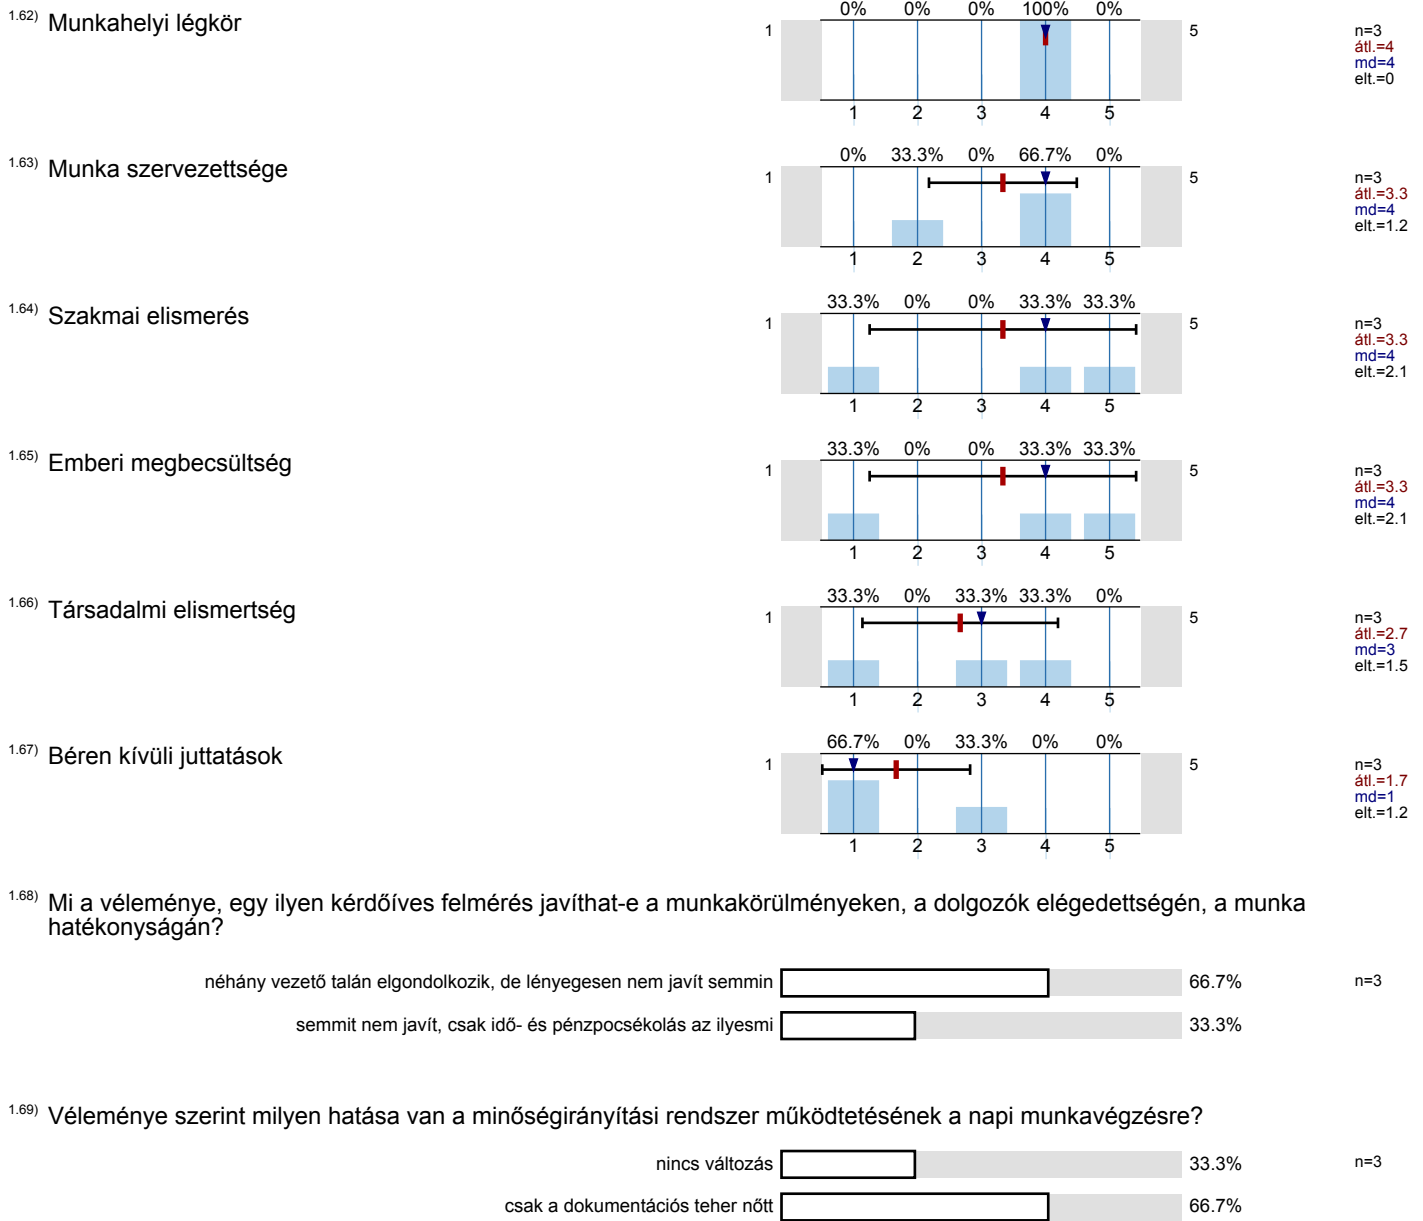 1.62) Munkahelyi légkör
0% 0% 0% 100% 0%
1 5
n=3
átl.=4
md=4
elt.=0
1 2 3 4 5
1.63) Munka szervezettsége
0% 33.3% 0% 66.7% 0%
1 5
n=3
átl.=3.3
md=4
elt.=1.2
1 2 3 4 5
1.64) Szakmai elismerés
33.3% 0% 0% 33.3% 33.3%
1 5
n=3
átl.=3.3
md=4
elt.=2.1
1 2 3 4 5
1.65) Emberi megbecsültség
33.3% 0% 0% 33.3% 33.3%
1 5
n=3
átl.=3.3
md=4
elt.=2.1
1 2 3 4 5
1.66) Társadalmi elismertség
33.3% 0% 33.3% 33.3% 0%
1 5
n=3
átl.=2.7
md=3
elt.=1.5
1 2 3 4 5
1.67) Béren kívüli juttatások
66.7% 0% 33.3% 0% 0%
1 5
n=3
átl.=1.7
md=1
elt.=1.2
1 2 3 4 5
1.68) Mi a véleménye, egy ilyen kérdőíves felmérés javíthat-e a munkakörülményeken, a dolgozók elégedettségén, a munka
hatékonyságán?
néhány vezető talán elgondolkozik, de lényegesen nem javít semmin 66.7% n=3
semmit nem javít, csak idő- és pénzpocsékolás az ilyesmi 33.3%
1.69) Véleménye szerint milyen hatása van a minőségirányítási rendszer működtetésének a napi munkavégzésre?
nincs változás 33.3% n=3
csak a dokumentációs teher nőtt 66.7%